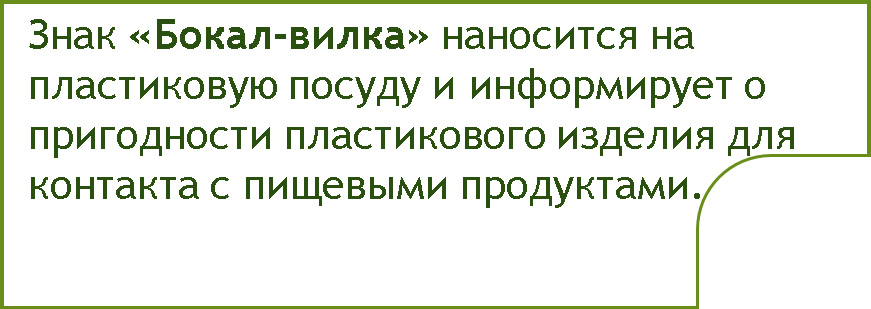 Знак «Бокал-вилка» наносится на
пластиковую посуду и информирует о
пригодности пластикового изделия для
контакта с пищевыми продуктами.